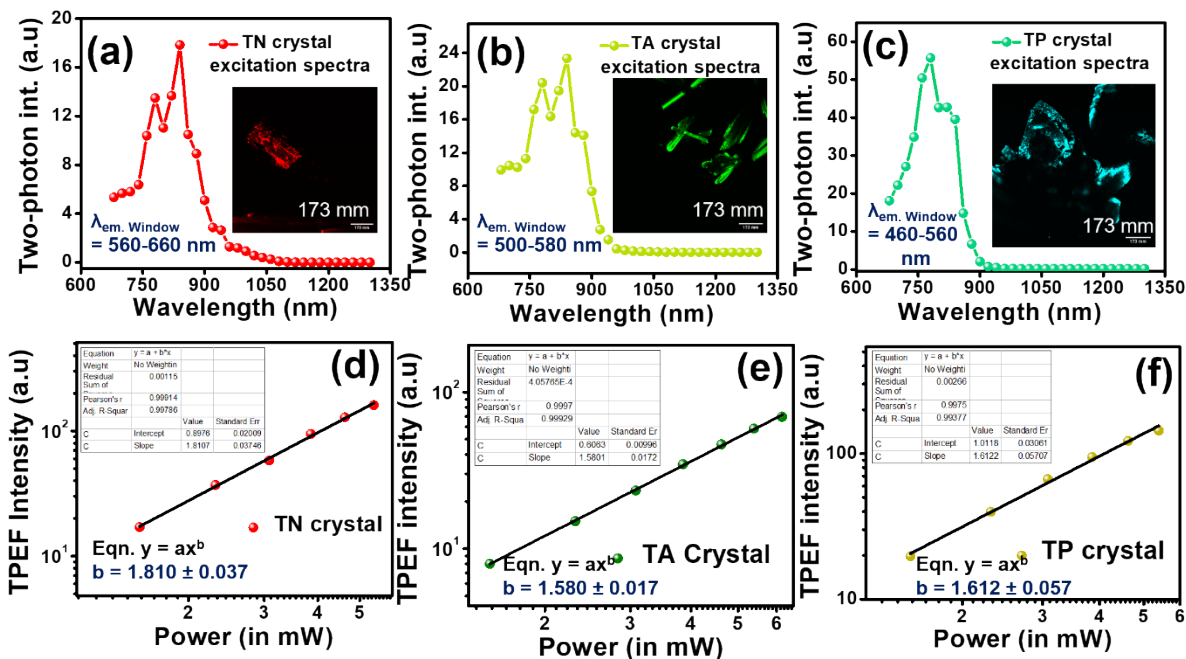 (a)
TN crystal
excitation spectra
173 mm
173 mm
λem. Window
= 560-660 nm
Two-photon int. (a.u)
20
16
12
8
4
0
600 750 900 1050 1200 1350
Wavelength (nm)
(b)
TA crystal
excitation spectra
173 mm
173 mm
λem. Window
= 500-580 nm
Two-photon int. (a.u)
24
20
16
12
8
4
0
600 750 900 1050 1200 1350
Wavelength (nm)
(c)
TP crystal
excitation spectra
173 mm
173 mm
λem. Window
= 460-560
nm
Two-photon int. (a.u)
60
50
40
30
20
10
0
600 750 900 1050 1200 1350
Wavelength (nm)
(d)
Equation y = a + b*x
Weight No Weightin
Residual
Sum of
0.00115
Pearson's r 0.99914
Adj. R-Squar 0.99786
Value Standard Err
C Intercept 0.8976 0.02009
C Slope 1.8107 0.03746
TN crystal
Eqn. y = axᵇ
b = 1.810 ± 0.037
TPEF Intensity (a.u)
10²
10¹
2 3 4 5
Power (in mW)
(e)
Equation y = a + b*x
Weight No Weighti
Residual
Sum of
4.05765E-4
Pearson's r 0.9997
Adj. R-Squa 0.99929
Value Standard Err
C Intercept 0.6063 0.00996
C Slope 1.5801 0.0172
TA Crystal
Eqn. y = axᵇ
b = 1.580 ± 0.017
TPEF intensity (a.u)
10²
10¹
2 3 4 5 6
Power (in mW)
(f)
Equation y = a + b*x
Weight No Weighti
Residual
Sum of
0.00266
Pearson's r 0.9975
Adj. R-Squa 0.99377
Value Standard Err
C Intercept 1.0118 0.03061
C Slope 1.6122 0.05707
TP crystal
Eqn. y = axᵇ
b = 1.612 ± 0.057
TPEF intensity (a.u)
100
10
2 3 4 5 6
Power (in mW)